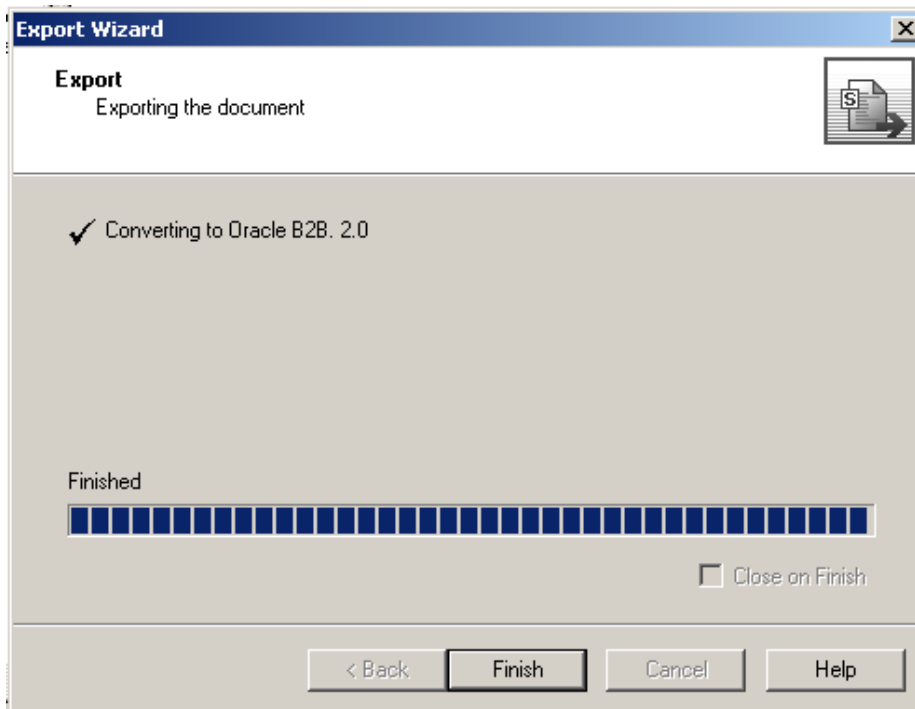 Export Wizard
Export
Exporting the document
S
Converting to Oracle B2B. 2.0
Finished
Close on Finish
< Back
Finish
Cancel
Help